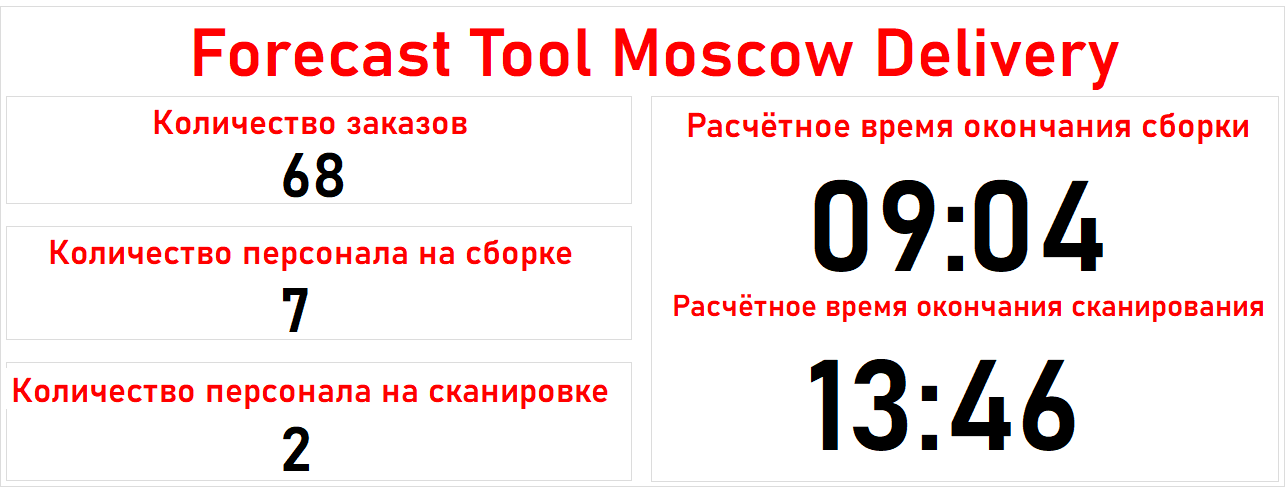 Forecast Tool Moscow Delivery
Количество заказов
68
Количество персонала на сборке
7
Количество персонала на сканировке
2
Расчётное время окончания сборки
09:04
Расчётное время окончания сканирования
13:46